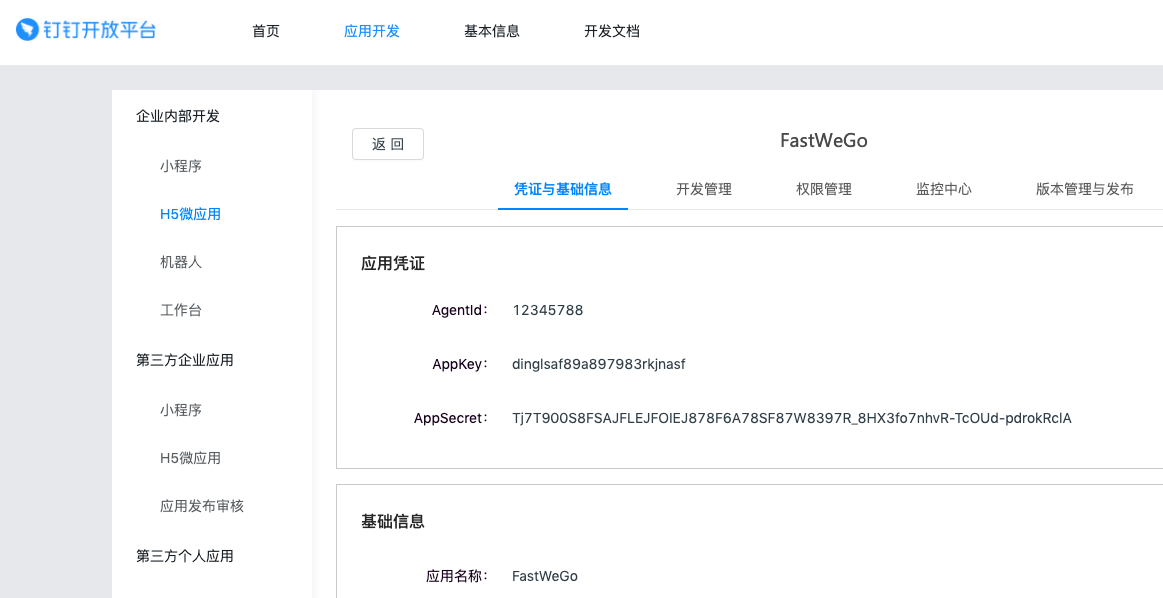 钉钉开放平台
首页 应用开发 基本信息 开发文档
企业内部开发
小程序
H5微应用
机器人
工作台
第三方企业应用
小程序
H5微应用
应用发布审核
第三方个人应用
返 回
FastWeGo
凭证与基础信息 开发管理 权限管理 监控中心 版本管理与发布
应用凭证
AgentId： 12345788
AppKey： dinglsaf89a897983rkjnasf
AppSecret： Tj7T900S8FSAJFLEJFOIEJ878F6A78SF87W8397R_8HX3fo7nhvR-TcOUd-pdrokRclA
基础信息
应用名称： FastWeGo